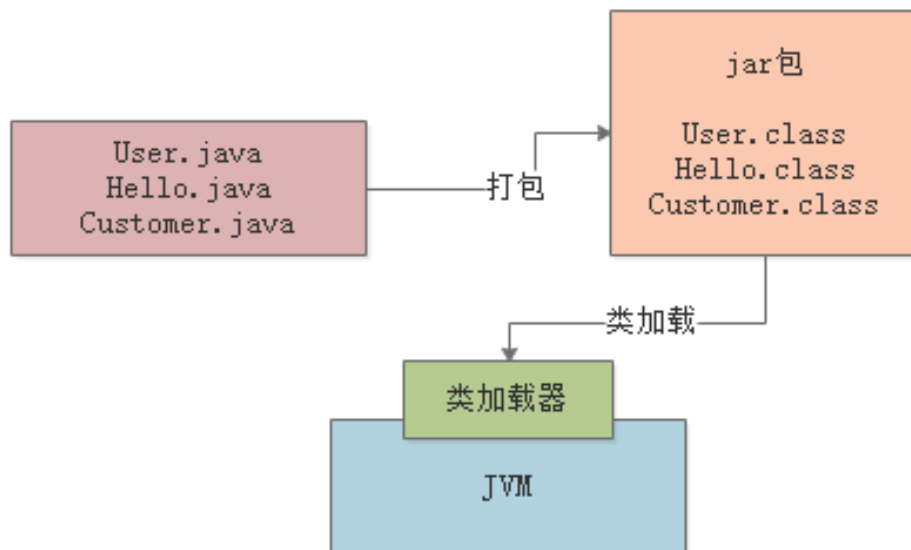 User.java
Hello.java
Customer.java
打包
jar包
User.class
Hello.class
Customer.class
类加载
类加载器
JVM